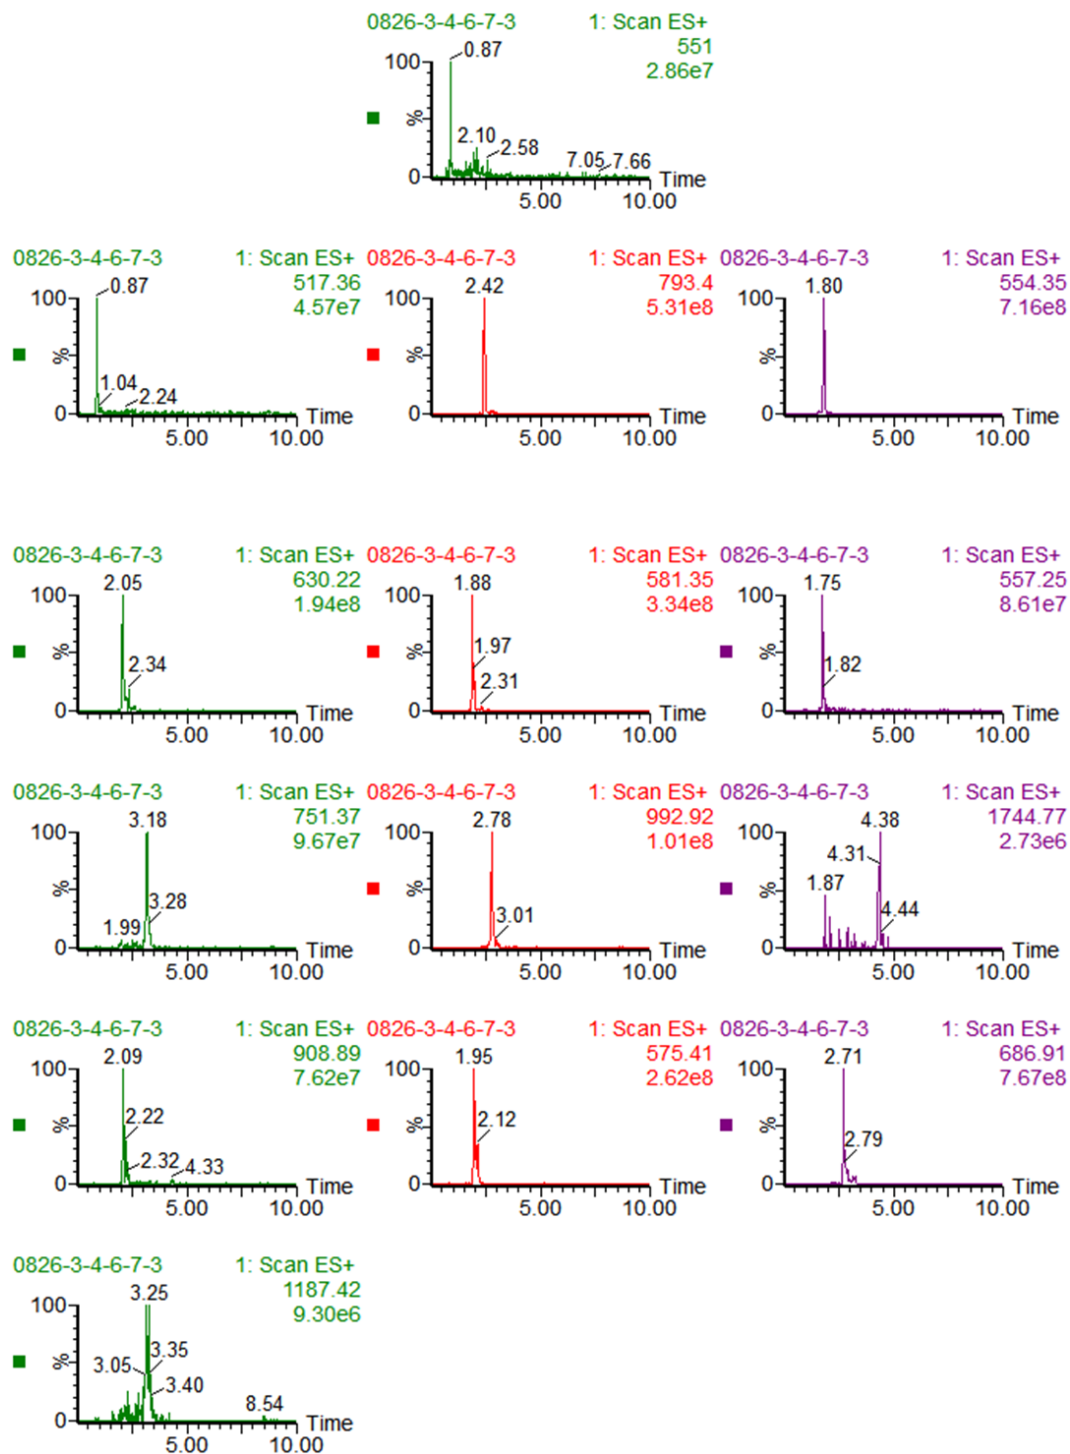 0826-3-4-6-7-3 1: Scan ES+
551
2.86e7
0.87
100
2.10
2.58
%
7.05 7.66
0
Time
5.00 10.00
0826-3-4-6-7-3 1: Scan ES+
517.36
4.57e7
0.87
100
%
1.04
2.24
0
Time
5.00 10.00
0826-3-4-6-7-3 1: Scan ES+
793.4
5.31e8
2.42
100
%
0
Time
5.00 10.00
0826-3-4-6-7-3 1: Scan ES+
554.35
7.16e8
1.80
100
%
0
Time
5.00 10.00
0826-3-4-6-7-3 1: Scan ES+
630.22
1.94e8
2.05
100
%
2.34
0
Time
5.00 10.00
0826-3-4-6-7-3 1: Scan ES+
581.35
3.34e8
1.88
100
1.97
%
2.31
0
Time
5.00 10.00
0826-3-4-6-7-3 1: Scan ES+
557.25
8.61e7
1.75
100
%
1.82
0
Time
5.00 10.00
0826-3-4-6-7-3 1: Scan ES+
751.37
9.67e7
3.18
100
%
3.28
1.99
0
Time
5.00 10.00
0826-3-4-6-7-3 1: Scan ES+
992.92
1.01e8
2.78
100
%
3.01
0
Time
5.00 10.00
0826-3-4-6-7-3 1: Scan ES+
1744.77
2.73e6
4.38
100
4.31
1.87
%
4.44
0
Time
5.00 10.00
0826-3-4-6-7-3 1: Scan ES+
908.89
7.62e7
2.09
100
2.22
%
2.32
4.33
0
Time
5.00 10.00
0826-3-4-6-7-3 1: Scan ES+
575.41
2.62e8
1.95
100
2.12
%
0
Time
5.00 10.00
0826-3-4-6-7-3 1: Scan ES+
686.91
7.67e8
2.71
100
%
2.79
0
Time
5.00 10.00
0826-3-4-6-7-3 1: Scan ES+
1187.42
9.30e6
3.25
100
3.35
%
3.05
3.40
8.54
0
Time
5.00 10.00